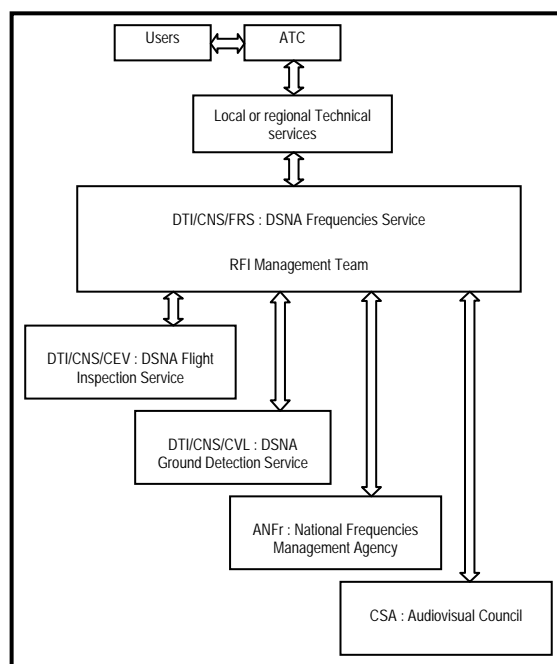 Users
ATC
Local or regional Technical
services
DTI/CNS/FRS : DSNA Frequencies Service
RFI Management Team
DTI/CNS/CEV : DSNA Flight
Inspection Service
DTI/CNS/CVL : DSNA
Ground Detection Service
ANFr : National Frequencies
Management Agency
CSA : Audiovisual Council